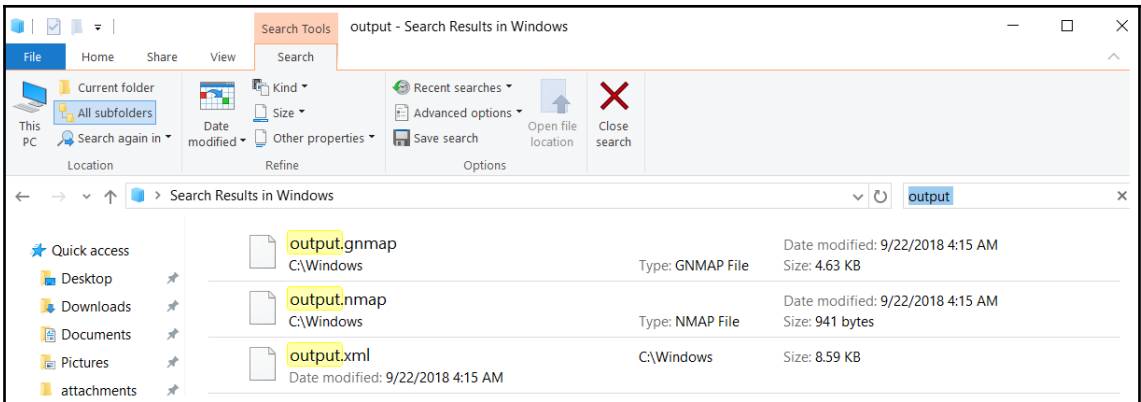 Search Tools output - Search Results in Windows
File Home Share View Search
This PC
Current folder
All subfolders
Search again in
Location
Date modified
Kind
Size
Other properties
Refine
Recent searches
Advanced options
Save search
Options
Open file location
Close search
Search Results in Windows
output
Quick access
Desktop
Downloads
Documents
Pictures
attachments
output.gnmap
C:\Windows
Type: GNMAP File
Date modified: 9/22/2018 4:15 AM
Size: 4.63 KB
output.nmap
C:\Windows
Type: NMAP File
Date modified: 9/22/2018 4:15 AM
Size: 941 bytes
output.xml
Date modified: 9/22/2018 4:15 AM
C:\Windows
Size: 8.59 KB